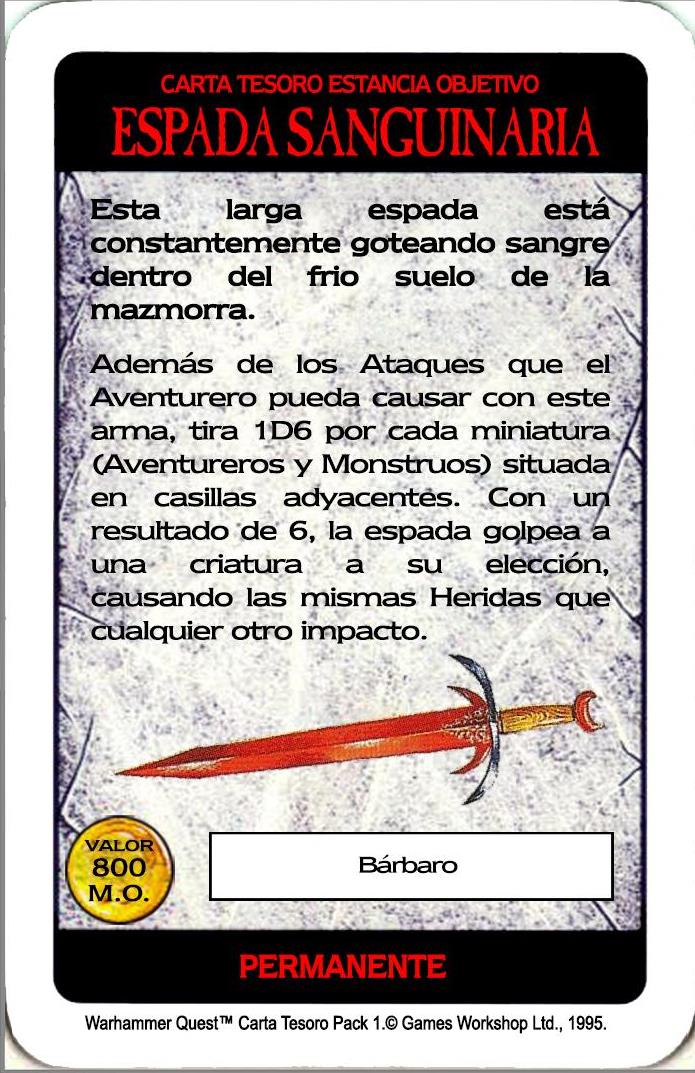 CARTA TESORO ESTANCIA OBJETIVO
ESPADA SANGUINARIA
Esta larga espada está
constantemente goteando sangre
dentro del frio suelo de la
mazmorra.
Además de los Ataques que el
Aventurero pueda causar con este
arma, tira 1D6 por cada miniatura
(Aventureros y Monstruos) situada
en casillas adyacentes. Con un
resultado de 6, la espada golpea a
una criatura a su elección,
causando las mismas Heridas que
cualquier otro impacto.
VALOR
800
M.O.
Bárbaro
PERMANENTE
Warhammer Quest™ Carta Tesoro Pack 1.© Games Workshop Ltd., 1995.